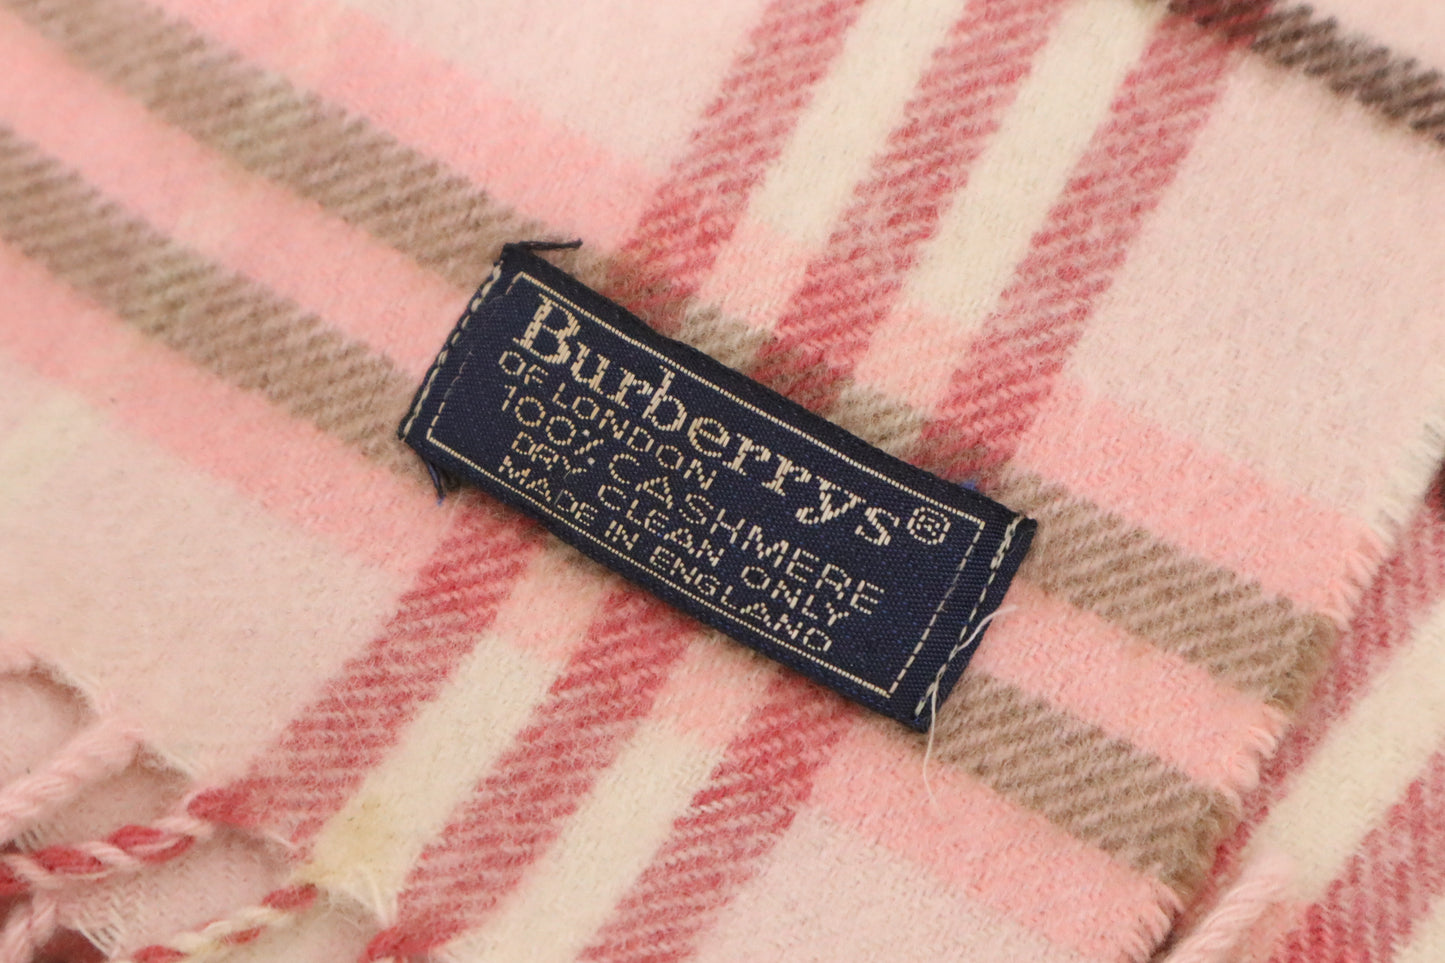 Burberrys®
OF LONDON
100% CASHMERE
DRY CLEAN ONLY
MADE IN ENGLAND